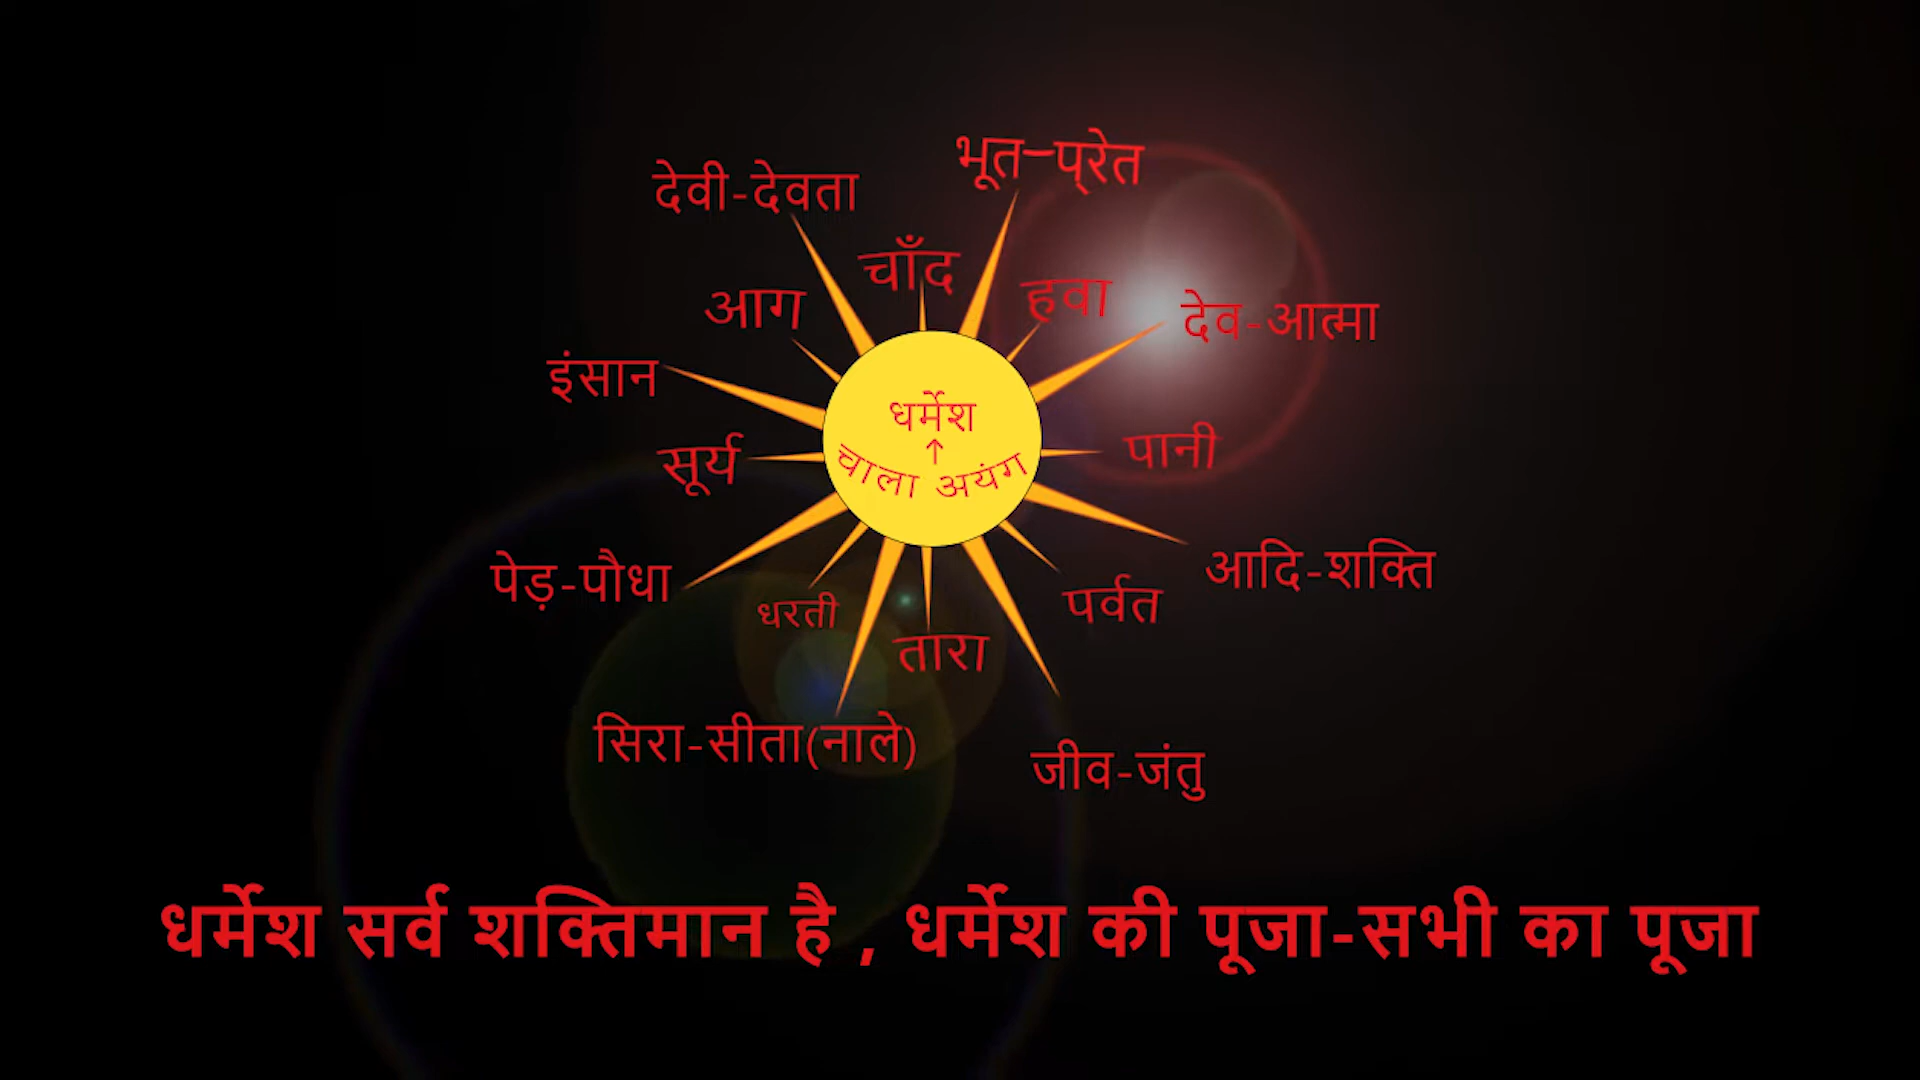 भूत-प्रेत
देवी-देवता
चाँद
हवा
आग
देव-आत्मा
इंसान
धर्मेश
↑
चाला अयंग
सूर्य
पानी
पेड़-पौधा
आदि-शक्ति
धरती
पर्वत
तारा
सिरा-सीता(नाले)
जीव-जंतु
धर्मेश सर्व शक्तिमान है , धर्मेश की पूजा-सभी का पूजा